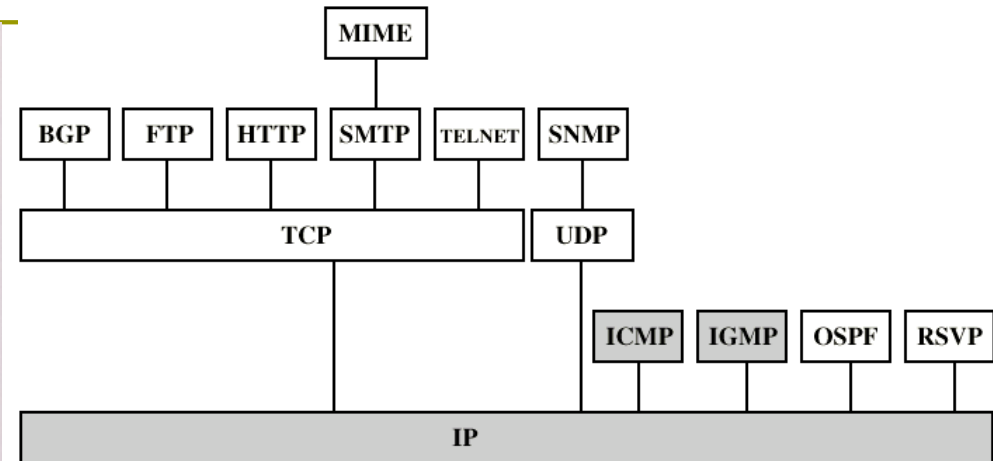 MIME
BGP FTP HTTP SMTP TELNET SNMP
TCP UDP
ICMP IGMP OSPF RSVP
IP